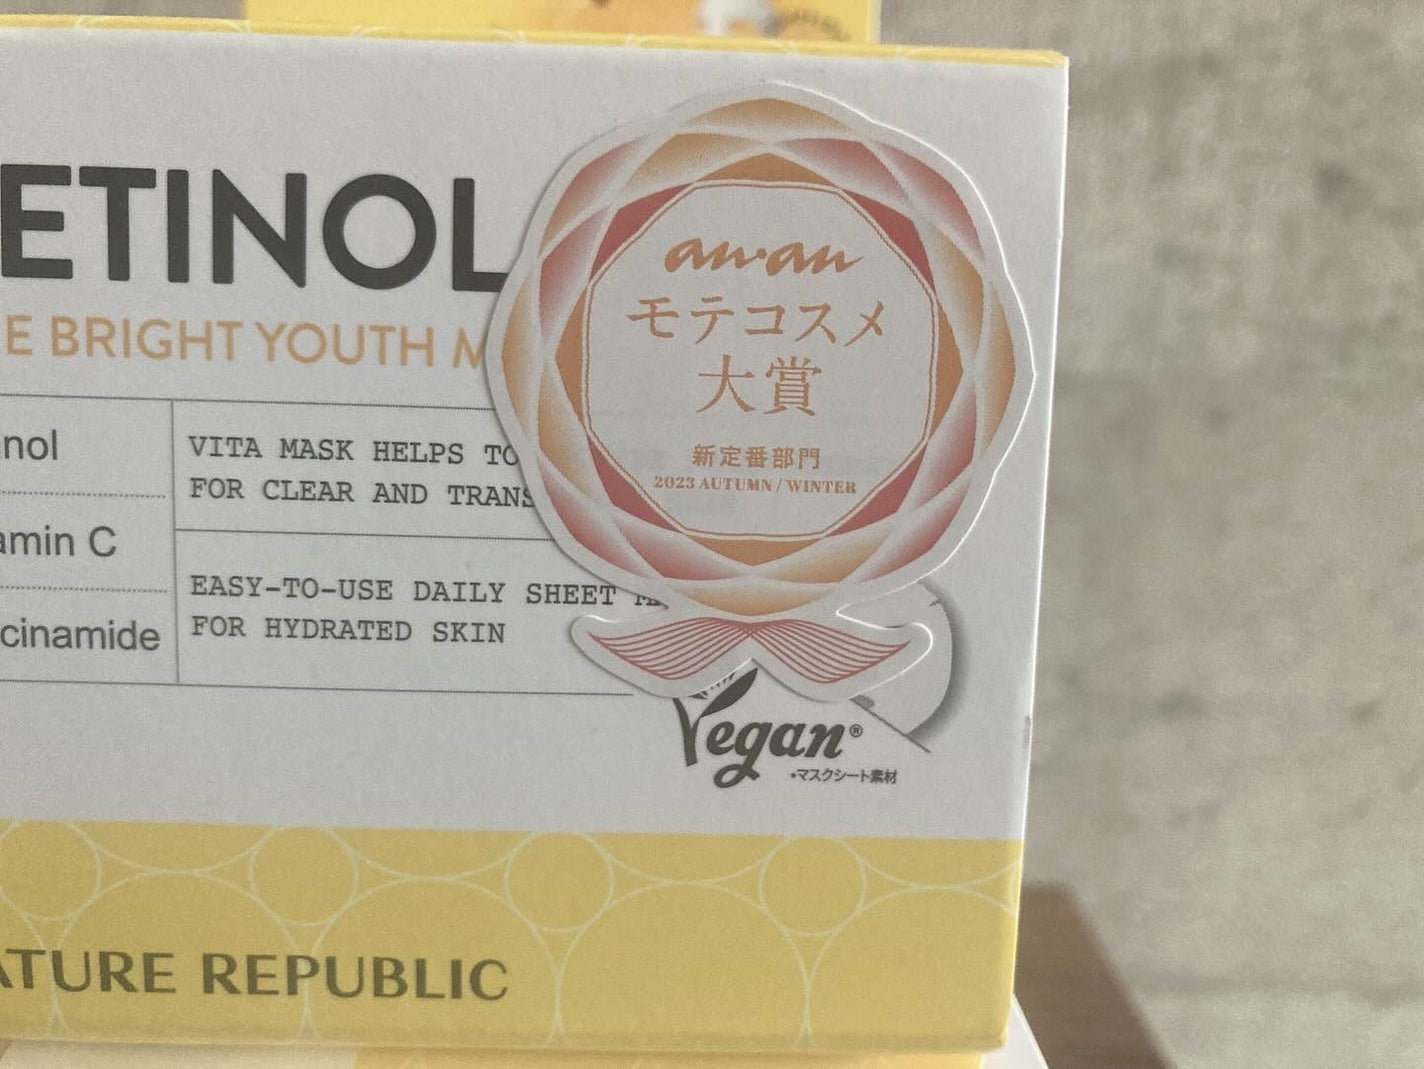 ETINOL
E BRIGHT YOUTH M
nol
amin C
cinamide
VITA MASK HELPS TO
FOR CLEAR AND TRANS
EASY-TO-USE DAILY SHEET
FOR HYDRATED SKIN
an·an
モテコスメ
大賞
新定番部門
2023 AUTUMN / WINTER
Vegan®
•マスクシート素材
ATURE REPUBLIC